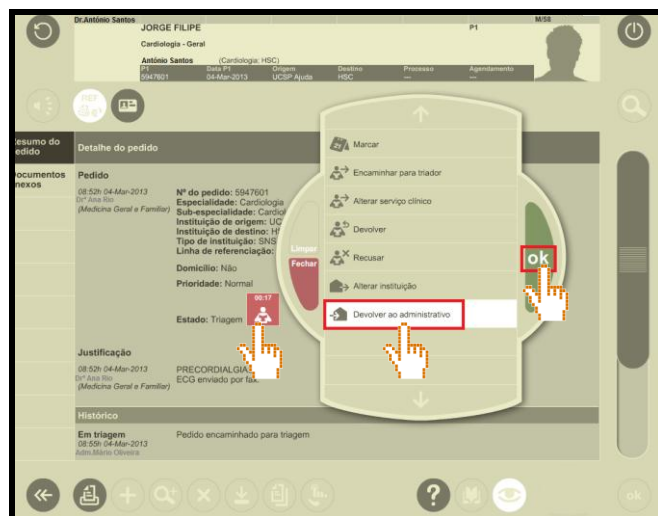 Dr.António Santos
JORGE FILIPE
P1
M/58
Cardiologia - Geral
António Santos (Cardiologia; HSC)
P1 Data P1 Origem Destino Processo Agendamento
5947601 04-Mar-2013 UCSP Ajuda HSC --- ---
REF
Resumo do
pedido
Documentos
nexos
Detalhe do pedido
Pedido
08:52h 04-Mar-2013
Drª Ana Rio
(Medicina Geral e Familiar)
Nº do pedido: 5947601
Especialidade: Cardiologia
Sub-especialidade: Cardiol
Instituição de origem: UC
Instituição de destino: H
Tipo de instituição: SNS
Linha de referenciação:
Domicílio: Não
Prioridade: Normal
00:17
Estado: Triagem
Justificação
08:52h 04-Mar-2013
Drª Ana Rio
(Medicina Geral e Familiar)
PRECORDIALGIA
ECG enviado por fax.
Histórico
Em triagem
08:55h 04-Mar-2013
Adm.Mário Oliveira
Pedido encaminhado para triagem
Limpar
Fechar
Marcar
Encaminhar para triador
Alterar serviço clínico
Devolver
Recusar
Alterar instituição
Devolver ao administrativo
ok
?
ok